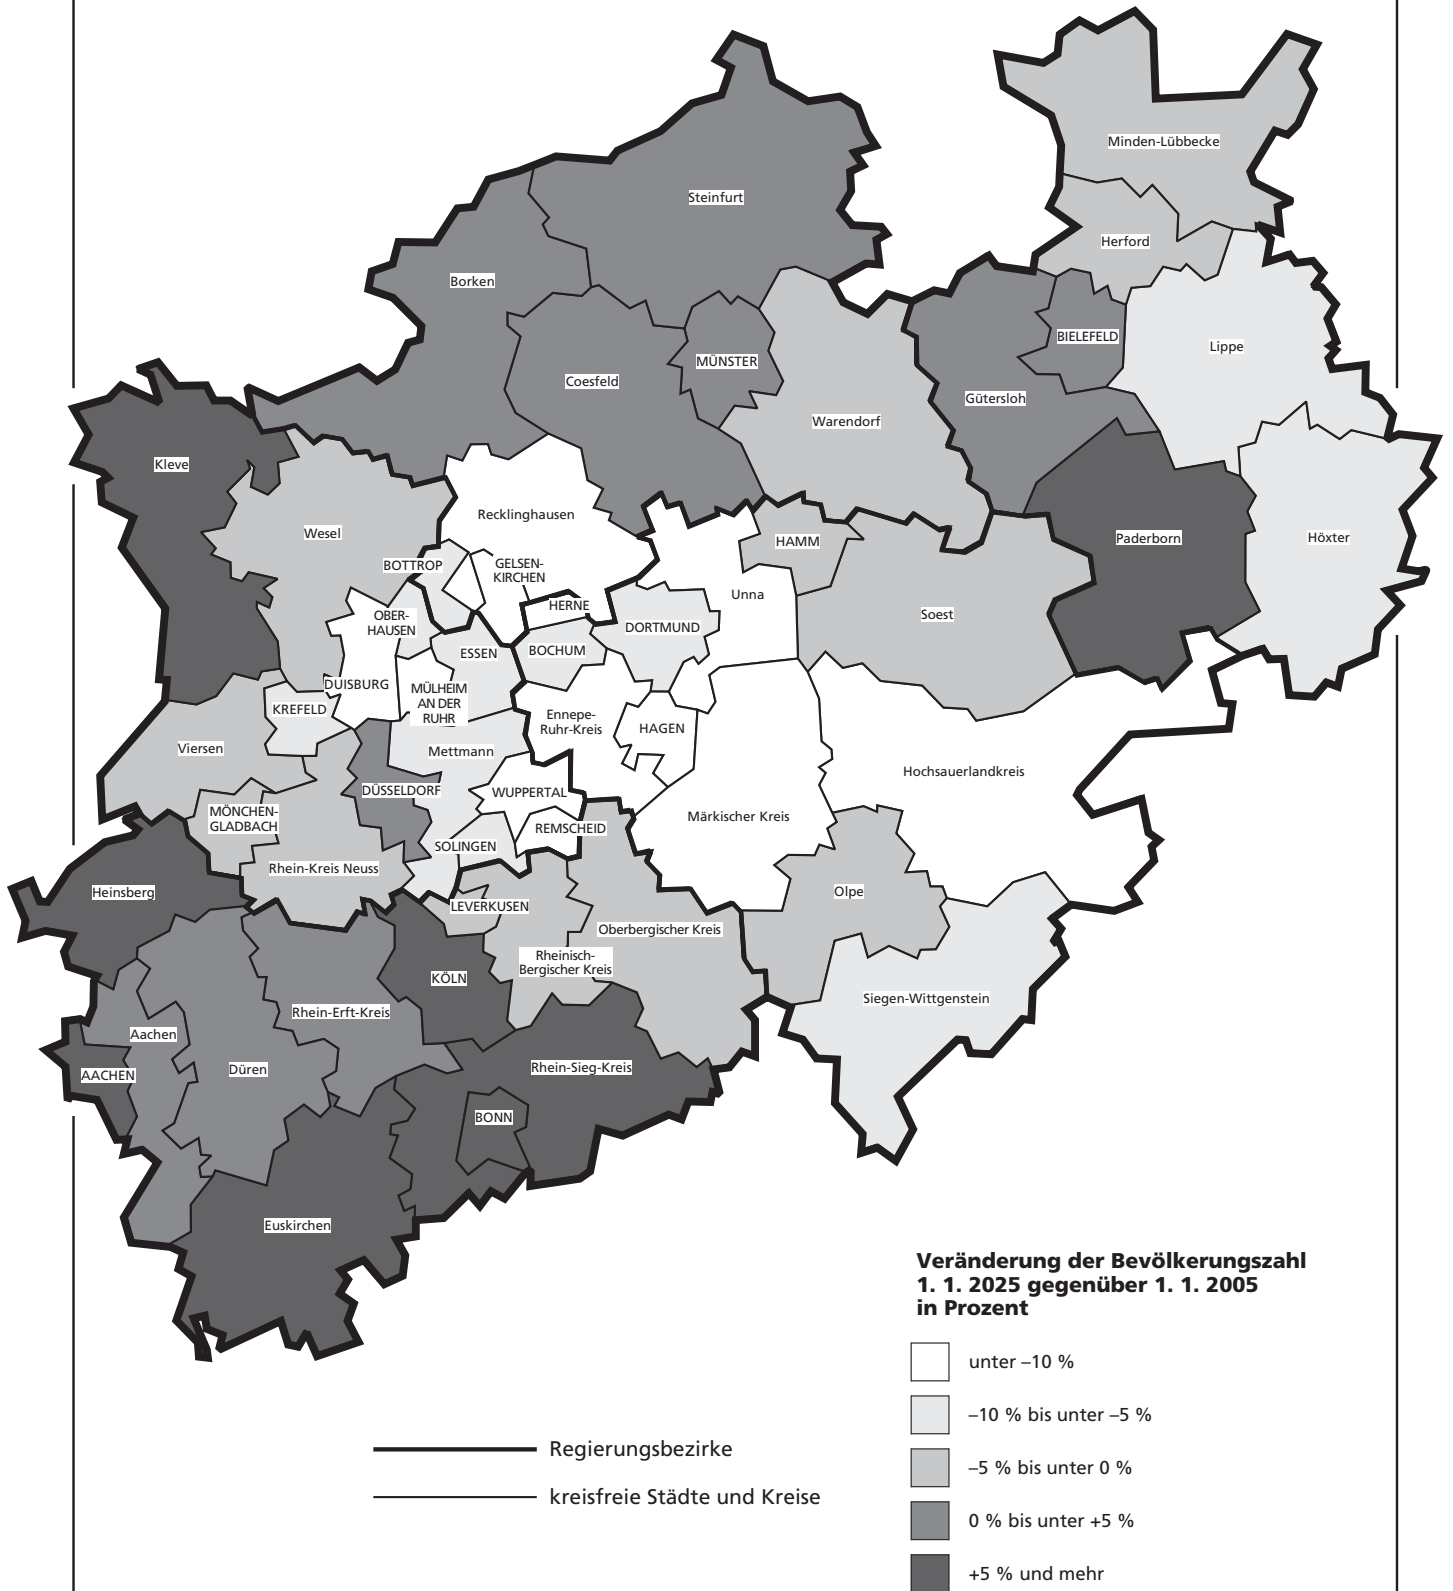 Minden-Lübbecke
Steinfurt
Herford
Borken
BIELEFELD
Lippe
MÜNSTER
Coesfeld
Gütersloh
Warendorf
Kleve
Recklinghausen
Wesel
HAMM
Paderborn
Höxter
BOTTROP
GELSEN-
KIRCHEN
Unna
HERNE
OBER-
HAUSEN
Soest
DORTMUND
ESSEN
BOCHUM
DUISBURG
MÜLHEIM
AN DER
RUHR
KREFELD
Ennepe-
Ruhr-Kreis
HAGEN
Viersen
Mettmann
Hochsauerlandkreis
DÜSSELDORF
WUPPERTAL
MÖNCHEN-
GLADBACH
Märkischer Kreis
REMSCHEID
SOLINGEN
Rhein-Kreis Neuss
Heinsberg
Olpe
LEVERKUSEN
Oberbergischer Kreis
Rheinisch-
Bergischer Kreis
KÖLN
Siegen-Wittgenstein
Rhein-Erft-Kreis
Aachen
Düren
Rhein-Sieg-Kreis
AACHEN
BONN
Euskirchen
Veränderung der Bevölkerungszahl
1. 1. 2025 gegenüber 1. 1. 2005
in Prozent
unter –10 %
–10 % bis unter –5 %
–5 % bis unter 0 %
0 % bis unter +5 %
+5 % und mehr
Regierungsbezirke
kreisfreie Städte und Kreise